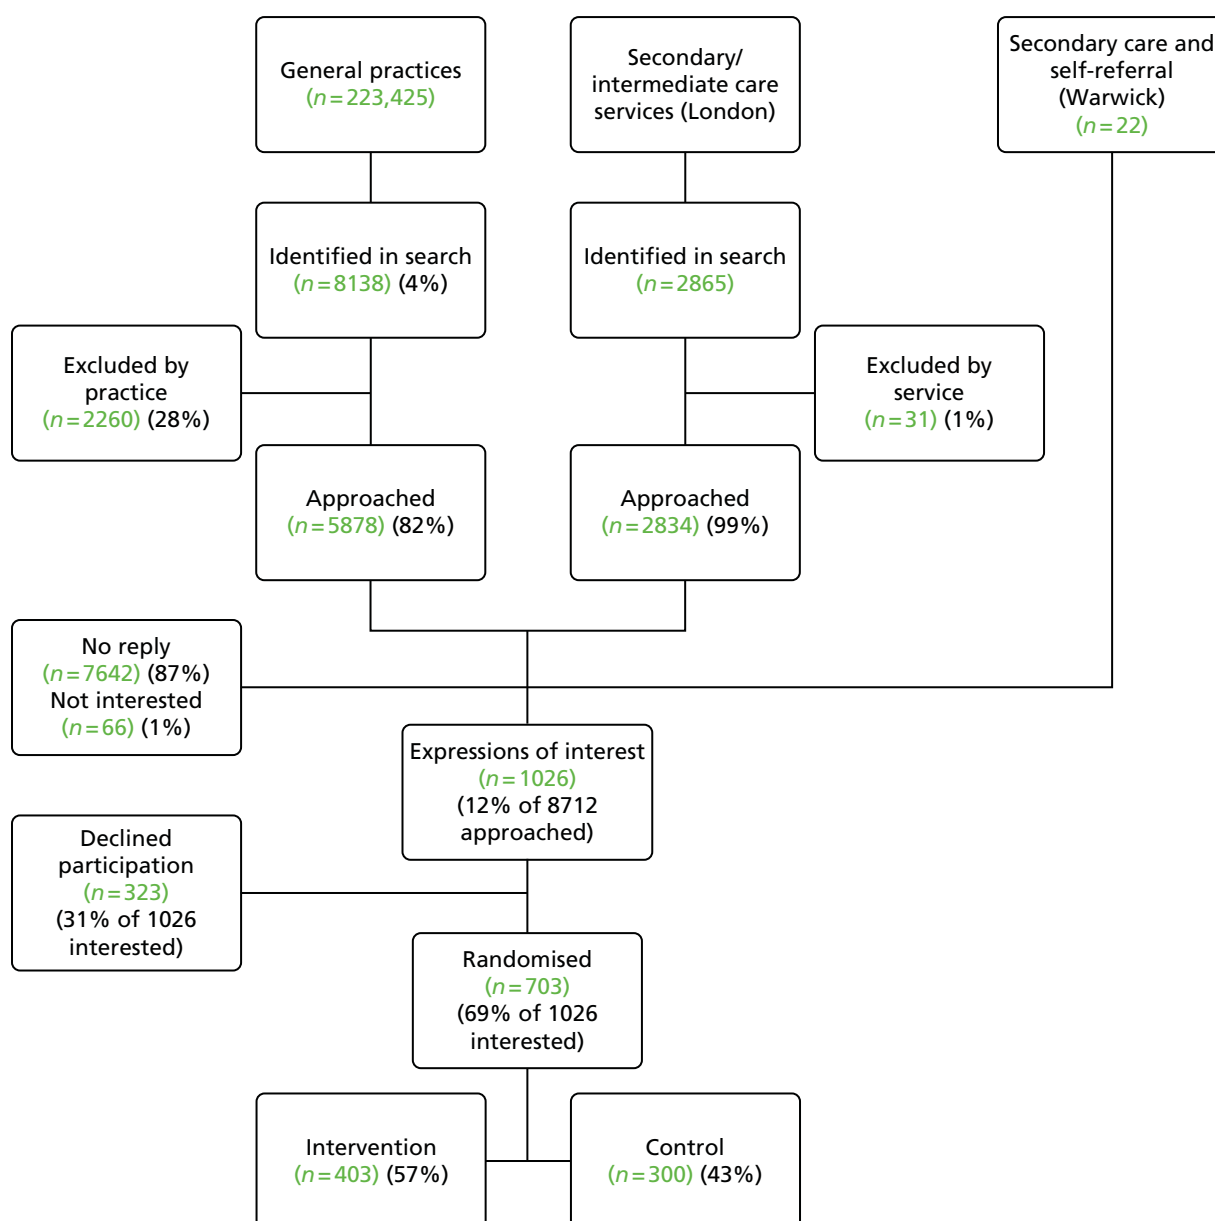 General practices
(n=223,425)
Secondary/
intermediate care
services (London)
Secondary care and
self-referral
(Warwick)
(n=22)
Identified in search
(n=8138) (4%)
Identified in search
(n=2865)
Excluded by
practice
(n=2260) (28%)
Excluded by
service
(n=31) (1%)
Approached
(n=5878) (82%)
Approached
(n=2834) (99%)
No reply
(n=7642) (87%)
Not interested
(n=66) (1%)
Expressions of interest
(n=1026)
(12% of 8712
approached)
Declined
participation
(n=323)
(31% of 1026
interested)
Randomised
(n=703)
(69% of 1026
interested)
Intervention
(n=403) (57%)
Control
(n=300) (43%)